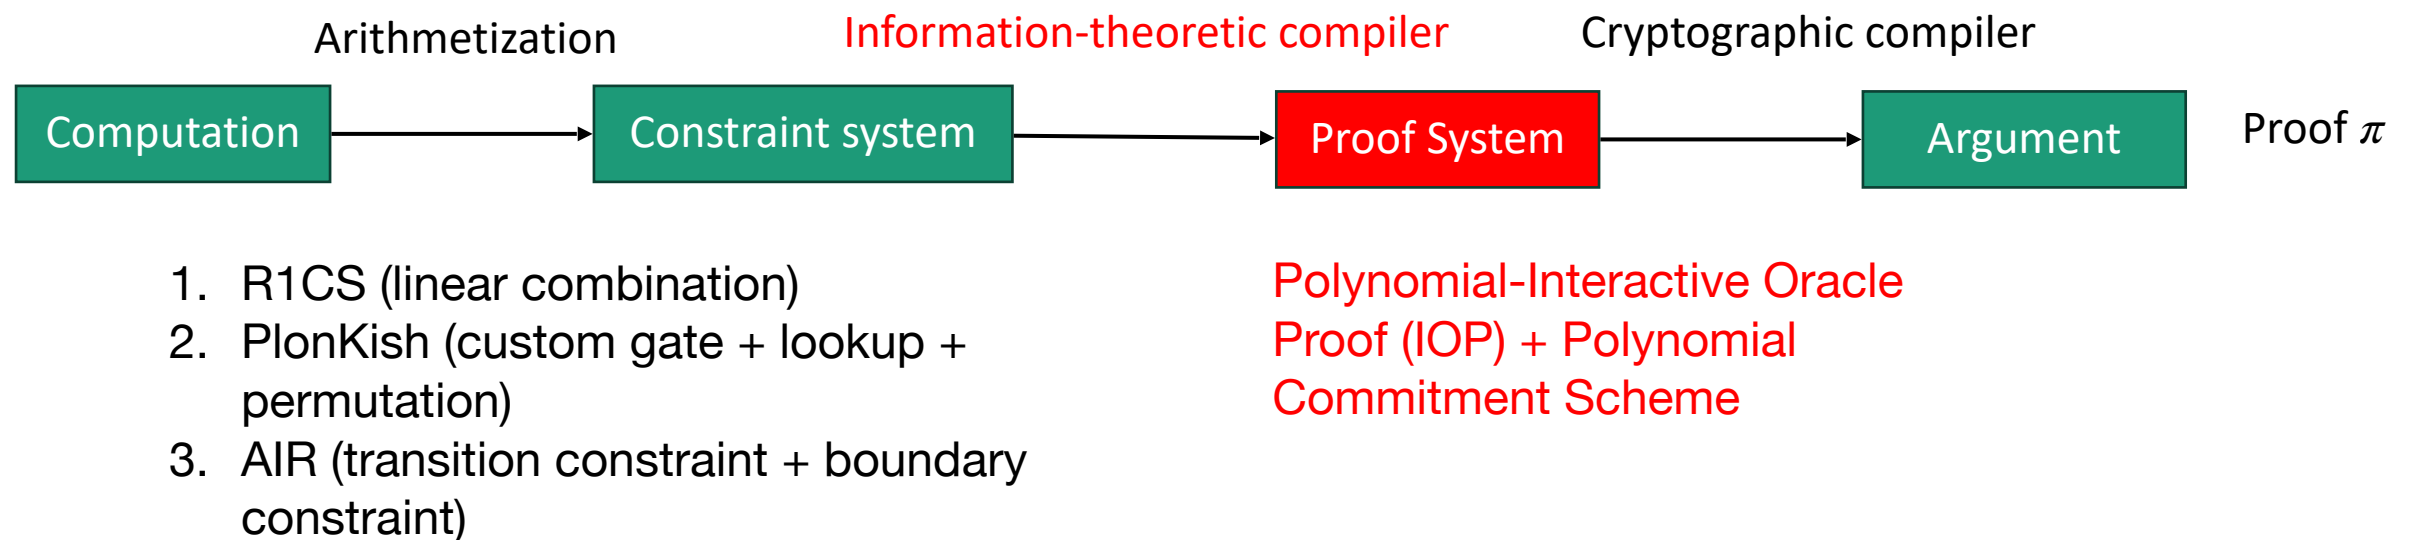 Arithmetization
Information-theoretic compiler
Cryptographic compiler
Computation
Constraint system
Proof System
Argument
Proof π
1. R1CS (linear combination)
2. PlonKish (custom gate + lookup +
permutation)
3. AIR (transition constraint + boundary
constraint)
Polynomial-Interactive Oracle
Proof (IOP) + Polynomial
Commitment Scheme